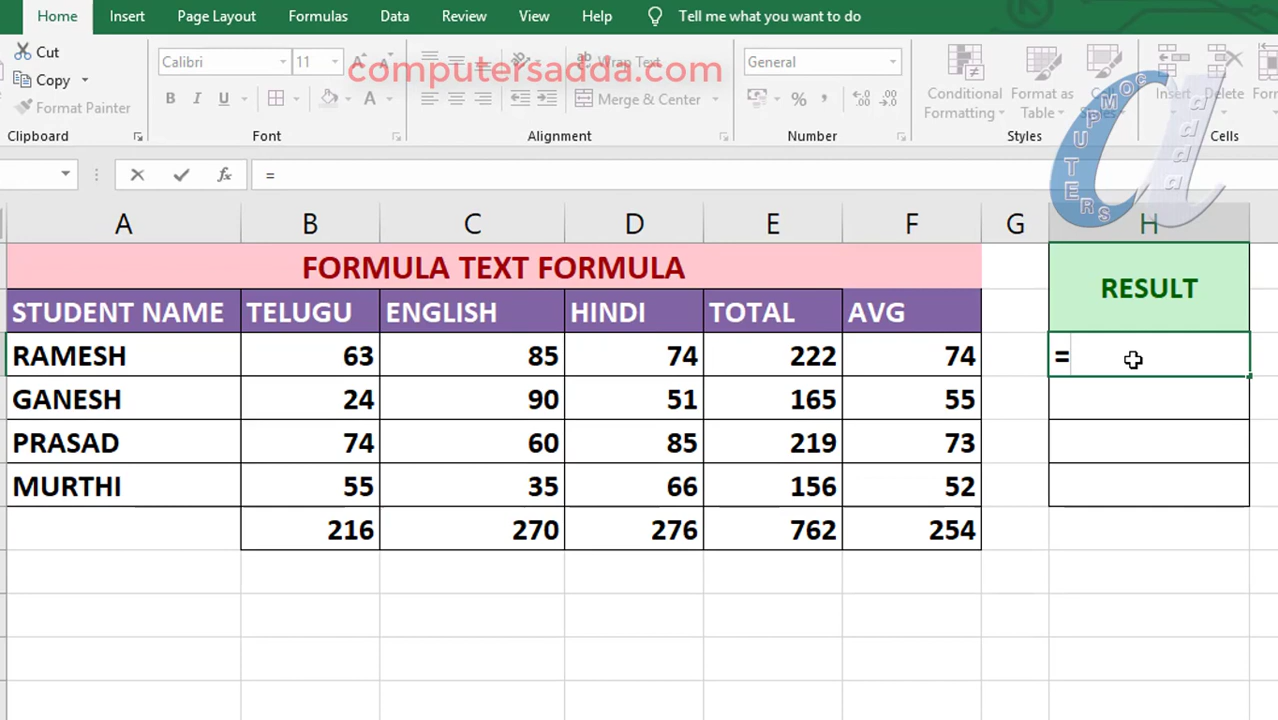 Home Insert Page Layout Formulas Data Review View Help Tell me what you want to do
Cut
Copy
Format Painter
Clipboard
Calibri 11
B I U A
Font
Wrap Text
Merge & Center
Alignment
General
% ,
Number
Conditional Formatting
Format as Table
Cell Styles
Styles
Insert Delete
Cells
computersadda.com
COMPUTERS
adda
fx =
A B C D E F G H
FORMULA TEXT FORMULA RESULT
STUDENT NAME TELUGU ENGLISH HINDI TOTAL AVG
RAMESH 63 85 74 222 74 =
GANESH 24 90 51 165 55
PRASAD 74 60 85 219 73
MURTHI 55 35 66 156 52
216 270 276 762 254